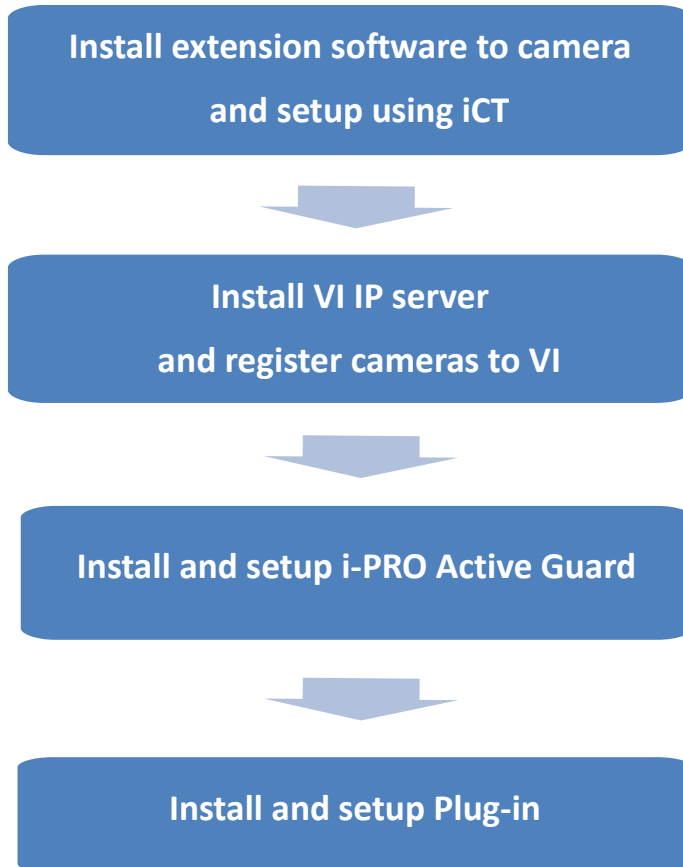 Install extension software to camera
and setup using iCT
Install VI IP server
and register cameras to VI
Install and setup i-PRO Active Guard
Install and setup Plug-in